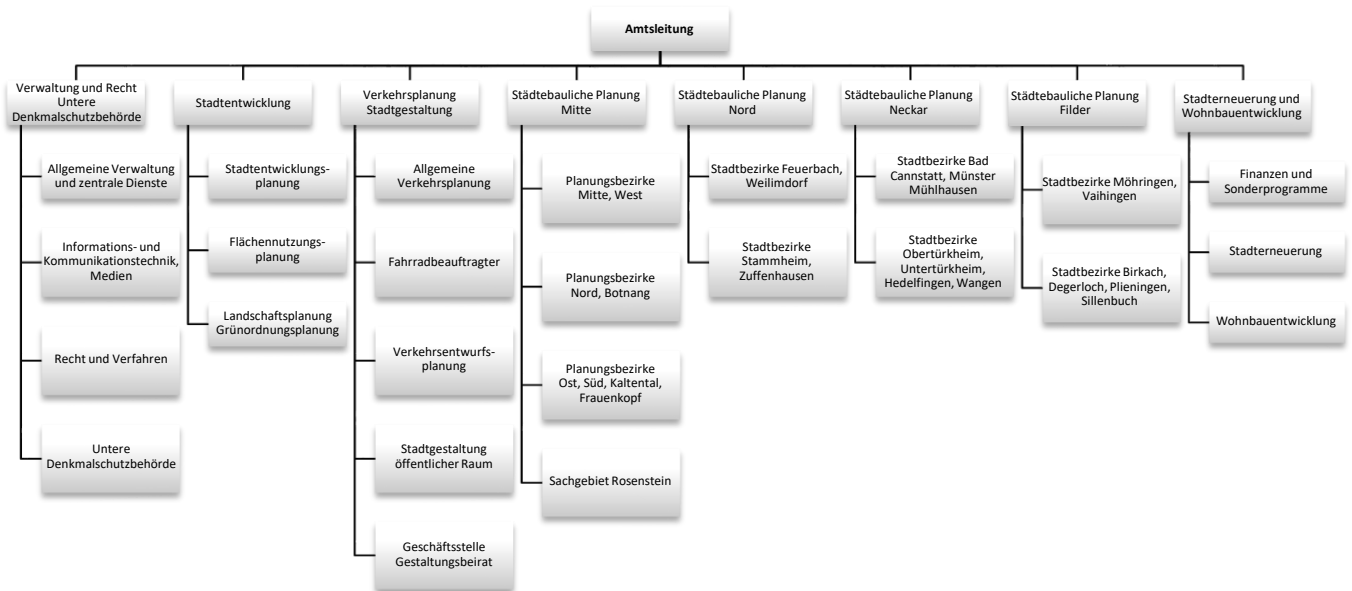 Amtsleitung
Verwaltung und Recht
Untere
Denkmalschutzbehörde
Allgemeine Verwaltung
und zentrale Dienste
Informations- und
Kommunikationstechnik,
Medien
Recht und Verfahren
Untere
Denkmalschutzbehörde
Stadtentwicklung
Stadtentwicklungs-
planung
Flächennutzungs-
planung
Landschaftsplanung
Grünordnungsplanung
Verkehrsplanung
Stadtgestaltung
Allgemeine
Verkehrsplanung
Fahrradbeauftragter
Verkehrsentwurfs-
planung
Stadtgestaltung
öffentlicher Raum
Geschäftsstelle
Gestaltungsbeirat
Städtebauliche Planung
Mitte
Planungsbezirke
Mitte, West
Planungsbezirke
Nord, Botnang
Planungsbezirke
Ost, Süd, Kaltental,
Frauenkopf
Sachgebiet Rosenstein
Städtebauliche Planung
Nord
Stadtbezirke Feuerbach,
Weilimdorf
Stadtbezirke
Stammheim,
Zuffenhausen
Städtebauliche Planung
Neckar
Stadtbezirke Bad
Cannstatt, Münster
Mühlhausen
Stadtbezirke
Obertürkheim,
Untertürkheim,
Hedelfingen, Wangen
Städtebauliche Planung
Filder
Stadtbezirke Möhringen,
Vaihingen
Stadtbezirke Birkach,
Degerloch, Plieningen,
Sillenbuch
Stadterneuerung und
Wohnbauentwicklung
Finanzen und
Sonderprogramme
Stadterneuerung
Wohnbauentwicklung